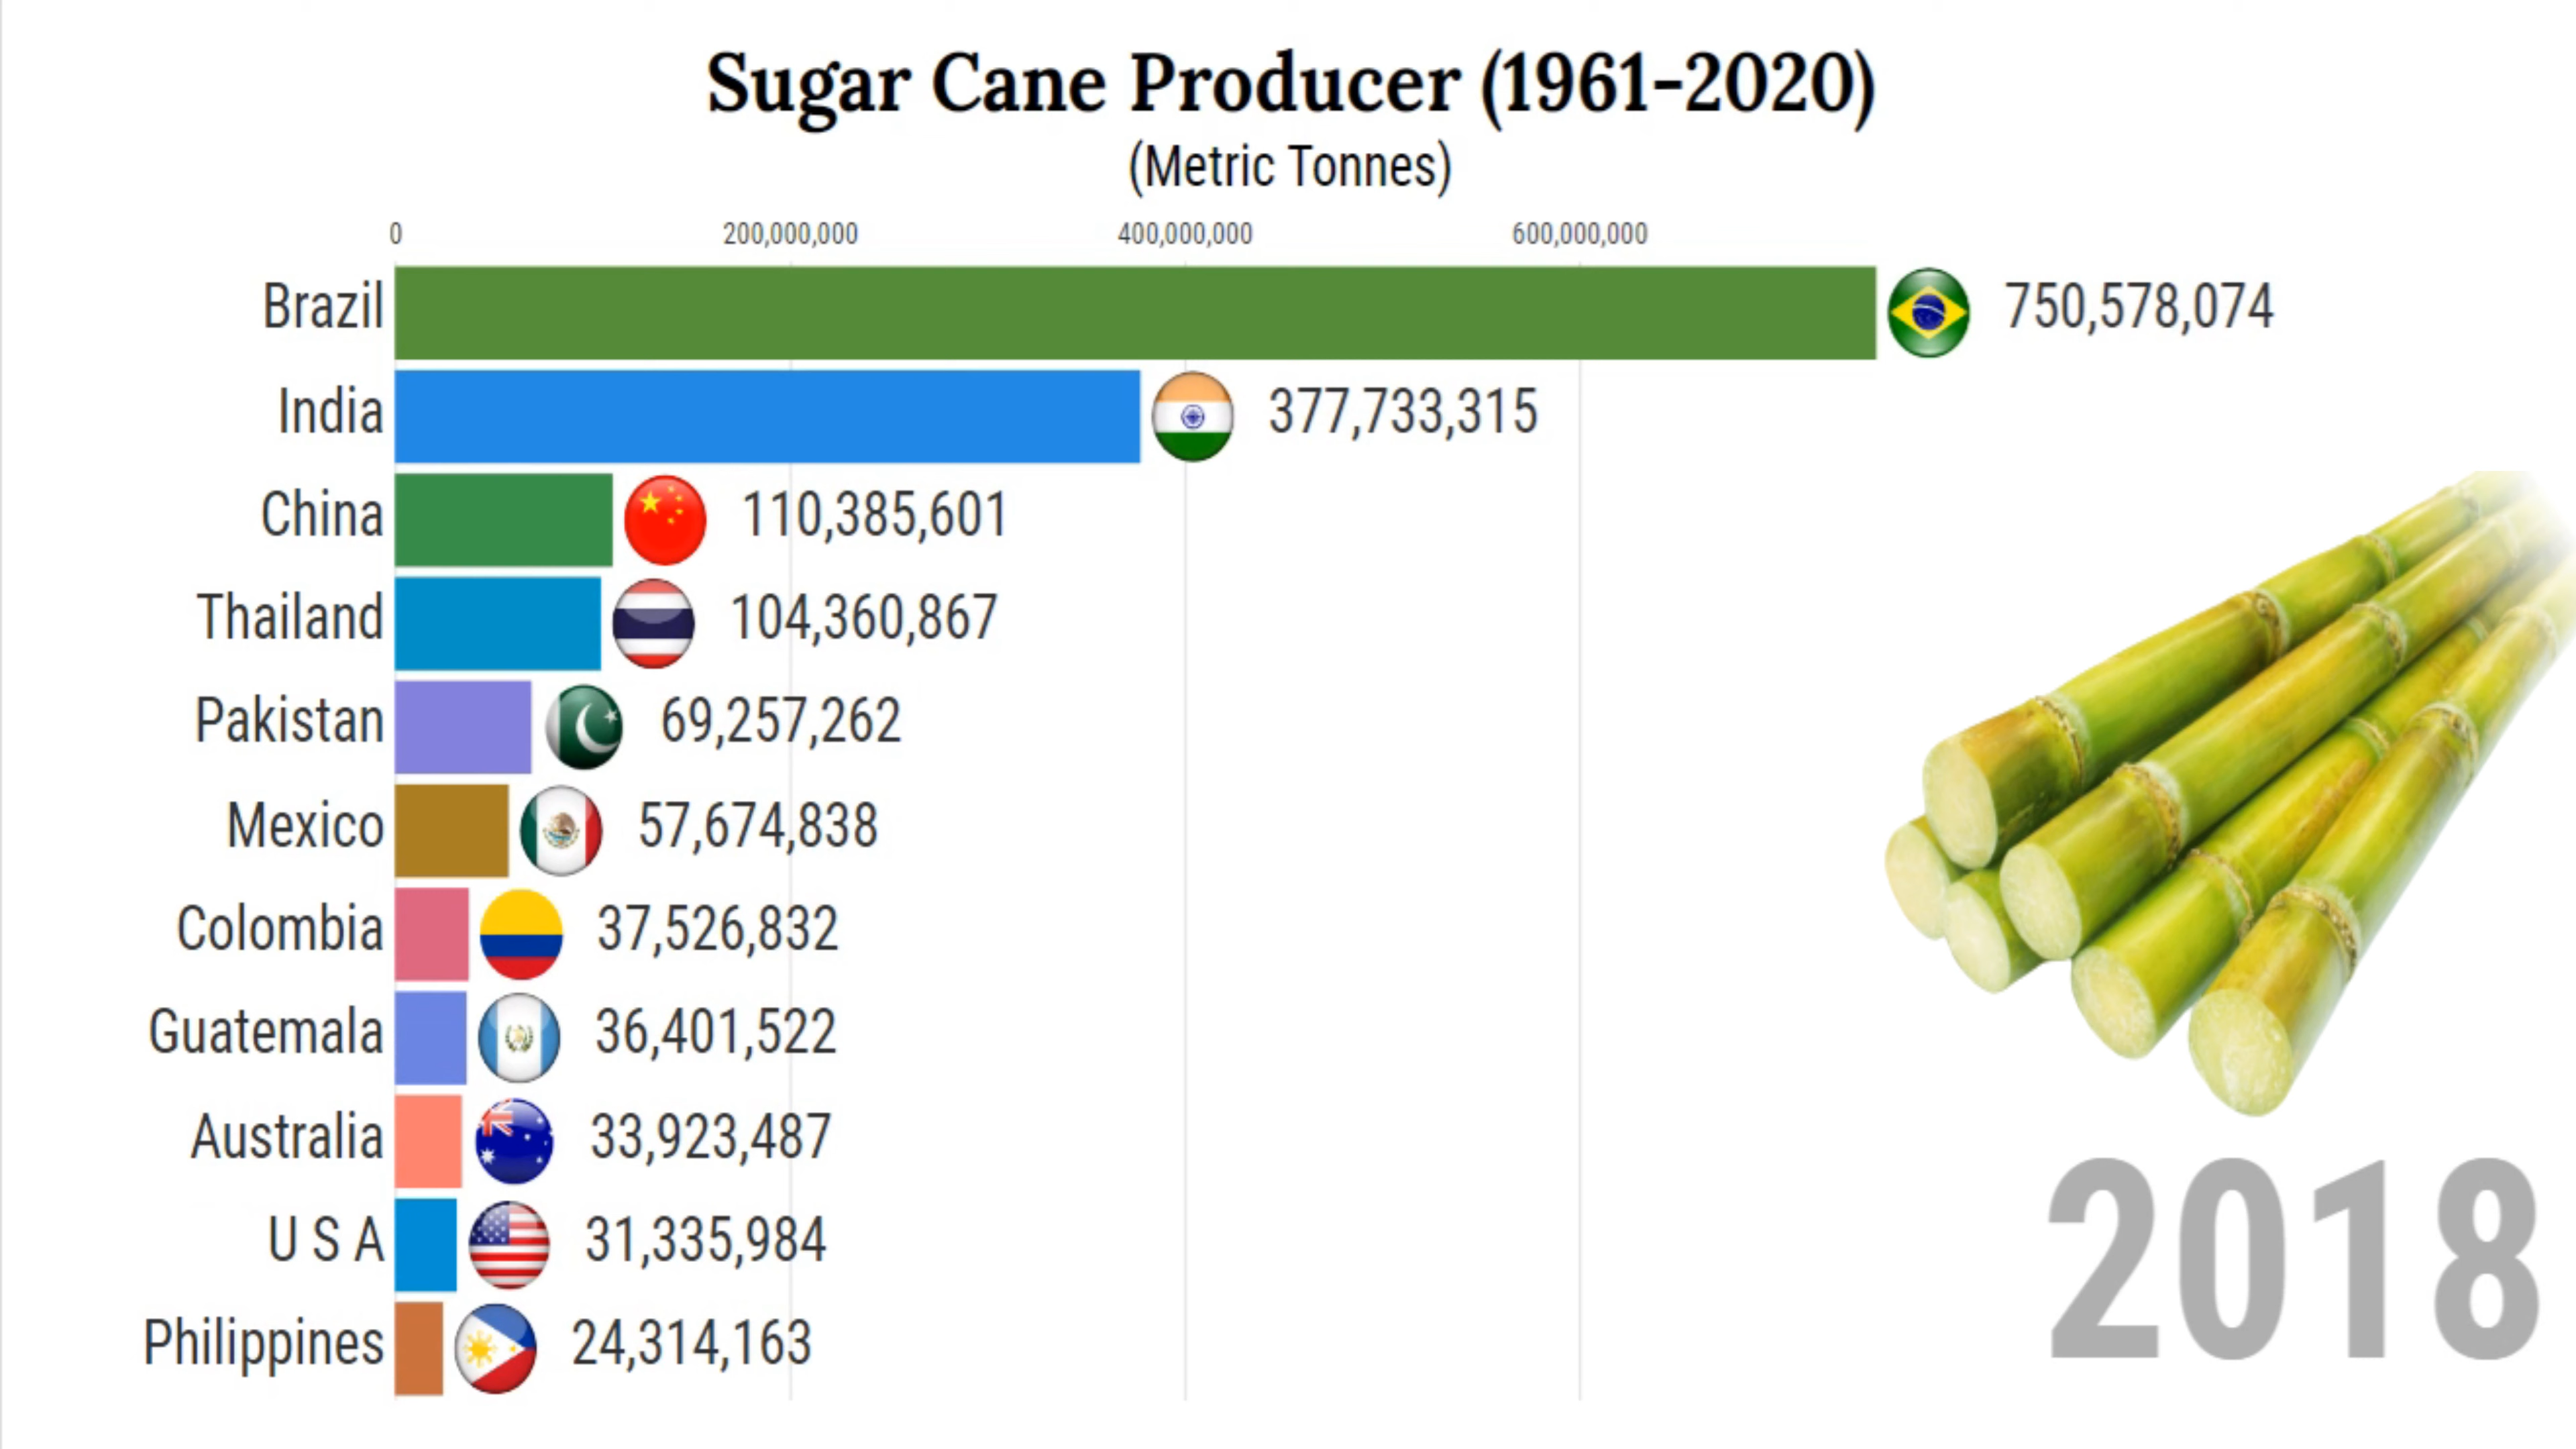 Sugar Cane Producer (1961-2020)
(Metric Tonnes)
0 200,000,000 400,000,000 600,000,000
Brazil 750,578,074
India 377,733,315
China 110,385,601
Thailand 104,360,867
Pakistan 69,257,262
Mexico 57,674,838
Colombia 37,526,832
Guatemala 36,401,522
Australia 33,923,487
U S A 31,335,984
Philippines 24,314,163
2018